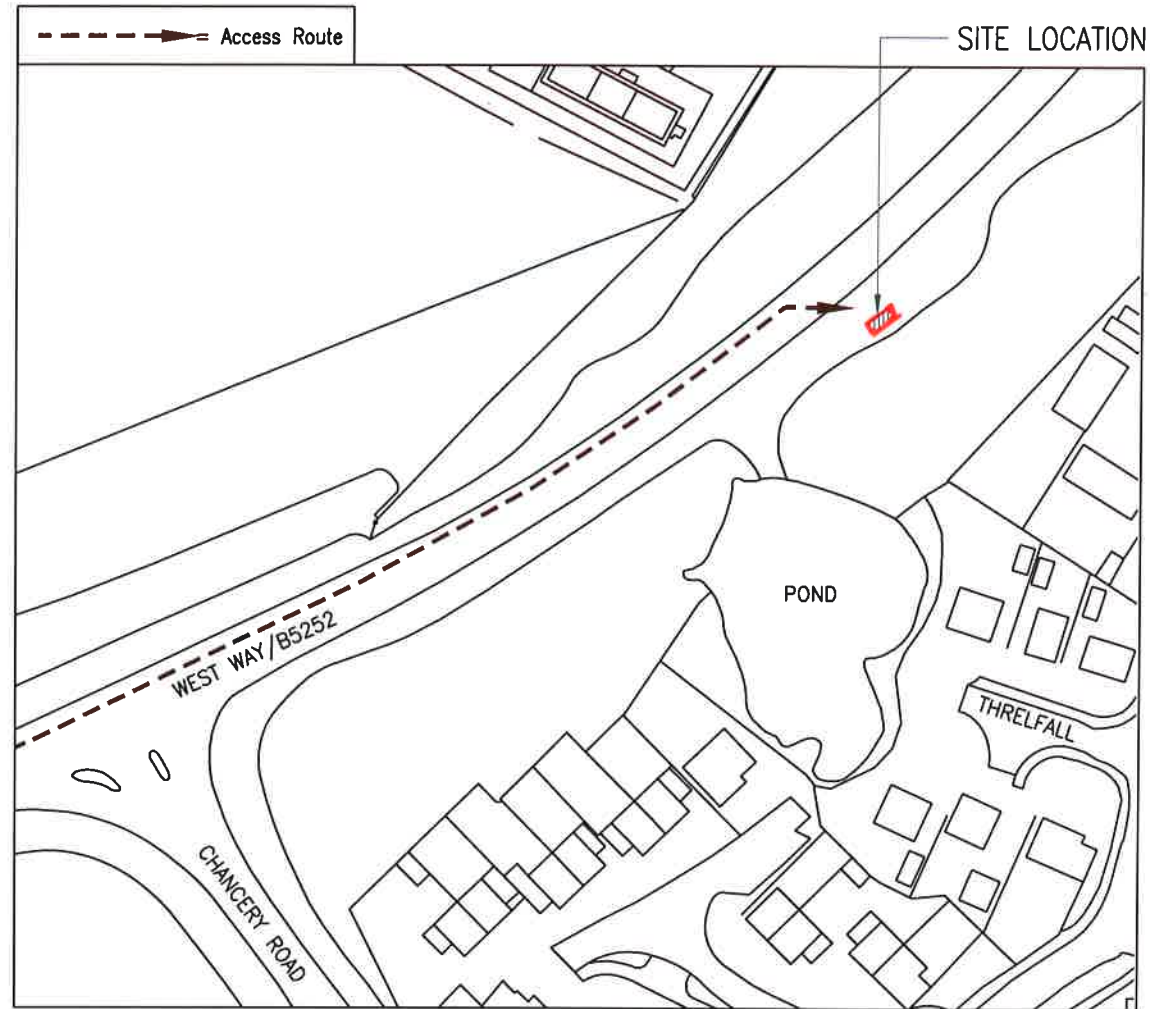 = Access Route
SITE LOCATION
POND
WEST WAY/B5252
THRELFALL
CHANCERY ROAD